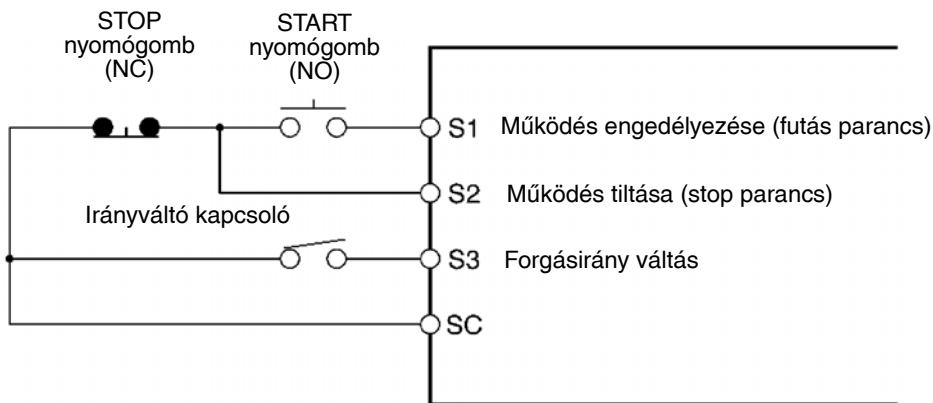 STOP
nyomógomb
(NC)
START
nyomógomb
(NO)
S1 Működés engedélyezése (futás parancs)
S2 Működés tiltása (stop parancs)
Irányváltó kapcsoló
S3 Forgásirány váltás
SC